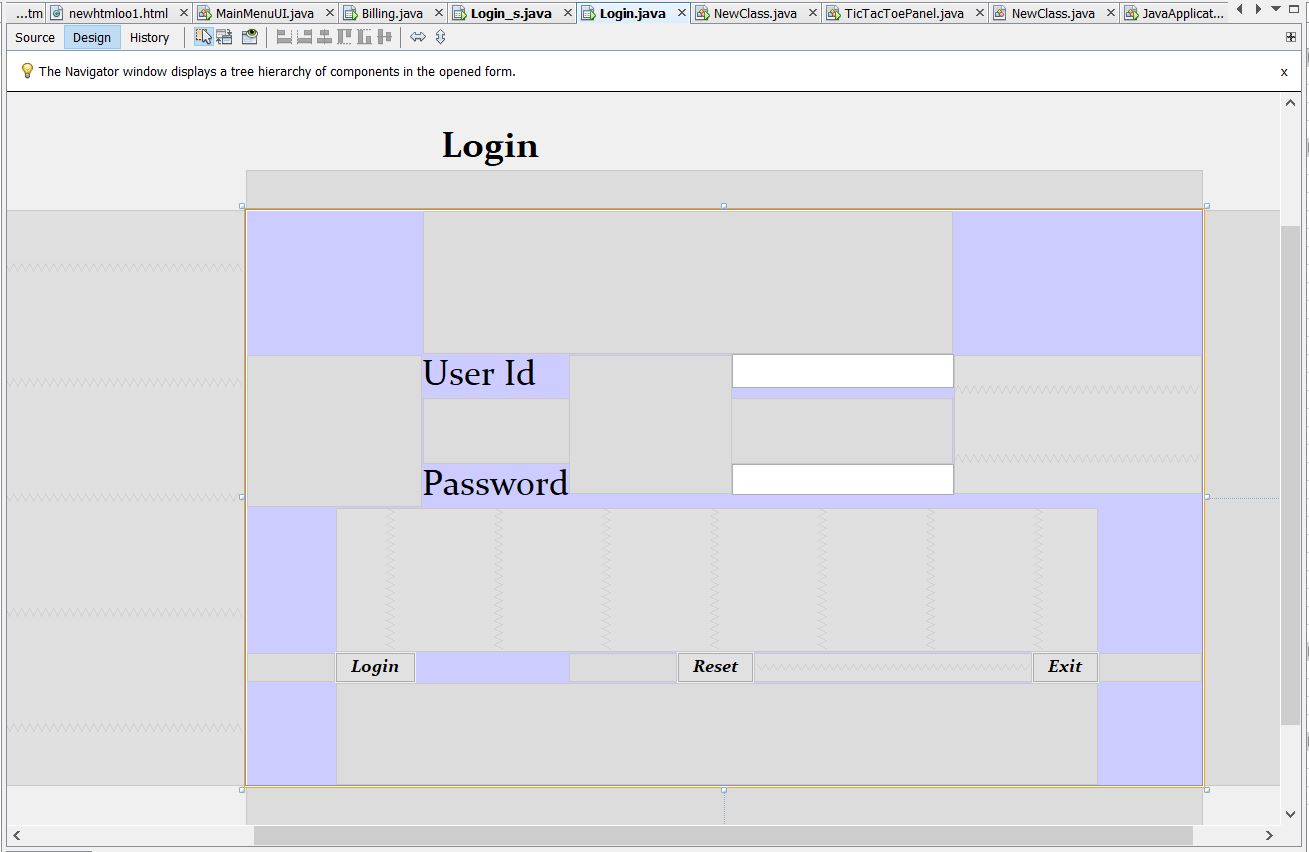 ...tm newhtmloo1.html MainMenuUI.java Billing.java Login_s.java Login.java NewClass.java TicTacToePanel.java NewClass.java JavaApplicat...
Source Design History
The Navigator window displays a tree hierarchy of components in the opened form. x
Login
User Id
Password
Login Reset Exit